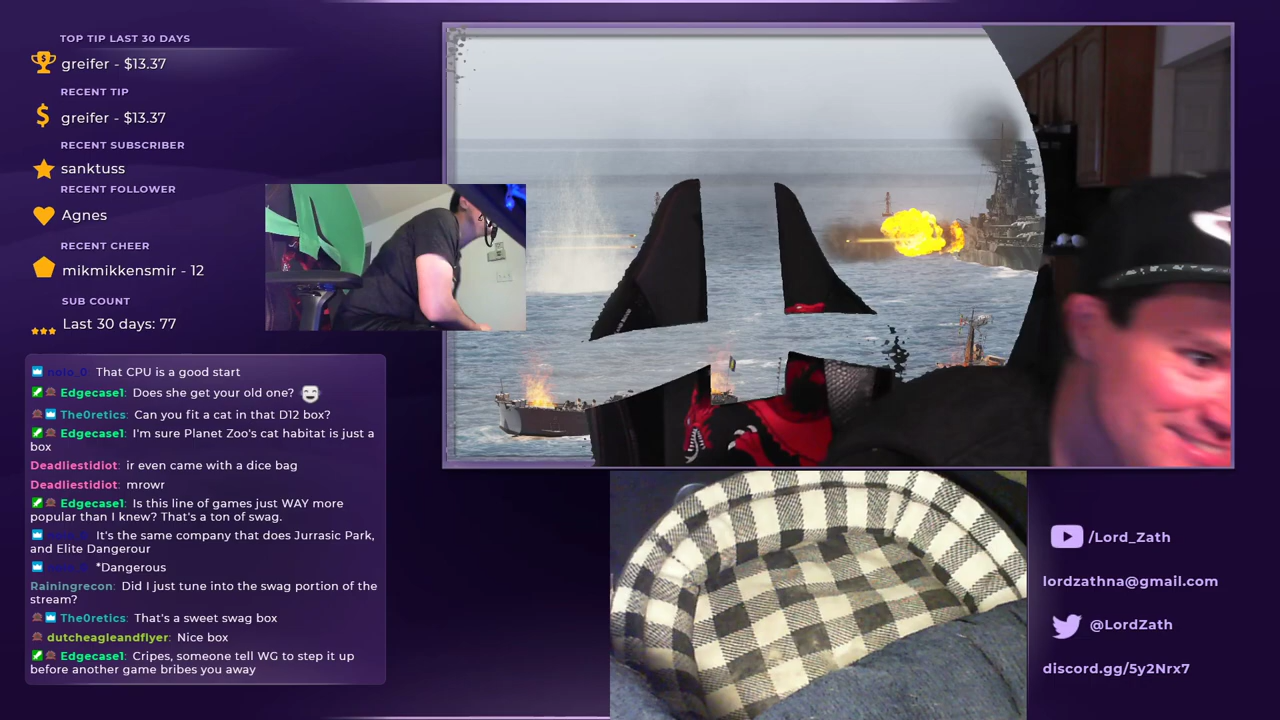 TOP TIP LAST 30 DAYS
greifer - $13.37
RECENT TIP
greifer - $13.37
RECENT SUBSCRIBER
sanktuss
RECENT FOLLOWER
Agnes
RECENT CHEER
mikmikkensmir - 12
SUB COUNT
Last 30 days: 77
nolo_0: That CPU is a good start
Edgecase1: Does she get your old one?
The0retics: Can you fit a cat in that D12 box?
Edgecase1: I'm sure Planet Zoo's cat habitat is just a
box
Deadliestidiot: ir even came with a dice bag
Deadliestidiot: mrowr
Edgecase1: Is this line of games just WAY more
popular than I knew? That's a ton of swag.
nolo_0: It's the same company that does Jurrasic Park,
and Elite Dangerour
nolo_0: *Dangerous
Rainingrecon: Did I just tune into the swag portion of the
stream?
The0retics: That's a sweet swag box
dutcheagleandflyer: Nice box
Edgecase1: Cripes, someone tell WG to step it up
before another game bribes you away
/Lord_Zath
lordzathna@gmail.com
@LordZath
discord.gg/5y2Nrx7